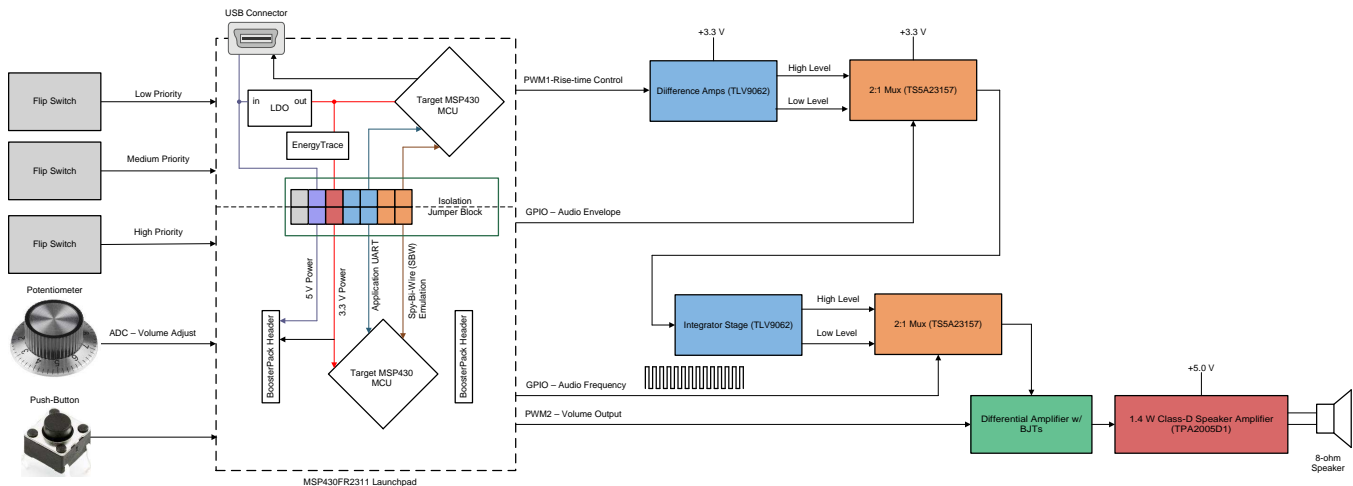 USB Connector
+3.3 V
+3.3 V
Flip Switch
Low Priority
in
out
LDO
Target MSP430
MCU
PWM1-Rise-time Control
Diifference Amps (TLV9062)
High Level
Low Level
2:1 Mux (TS5A23157)
EnergyTrace
Flip Switch
Medium Priority
Isolation
Jumper Block
GPIO – Audio Envelope
Flip Switch
High Priority
5 V Power
3.3 V Power
Application UART
Spy-Bi-Wire (SBW)
Emulation
Potentiometer
ADC – Volume Adjust
BoosterPack Header
Target MSP430
MCU
BoosterPack Header
Integrator Stage (TLV9062)
High Level
Low Level
2:1 Mux (TS5A23157)
GPIO – Audio Frequency
+5.0 V
Push-Button
PWM2 – Volume Output
Differential Amplifier w/
BJTs
1.4 W Class-D Speaker Amplifier
(TPA2005D1)
8-ohm
Speaker
MSP430FR2311 Launchpad